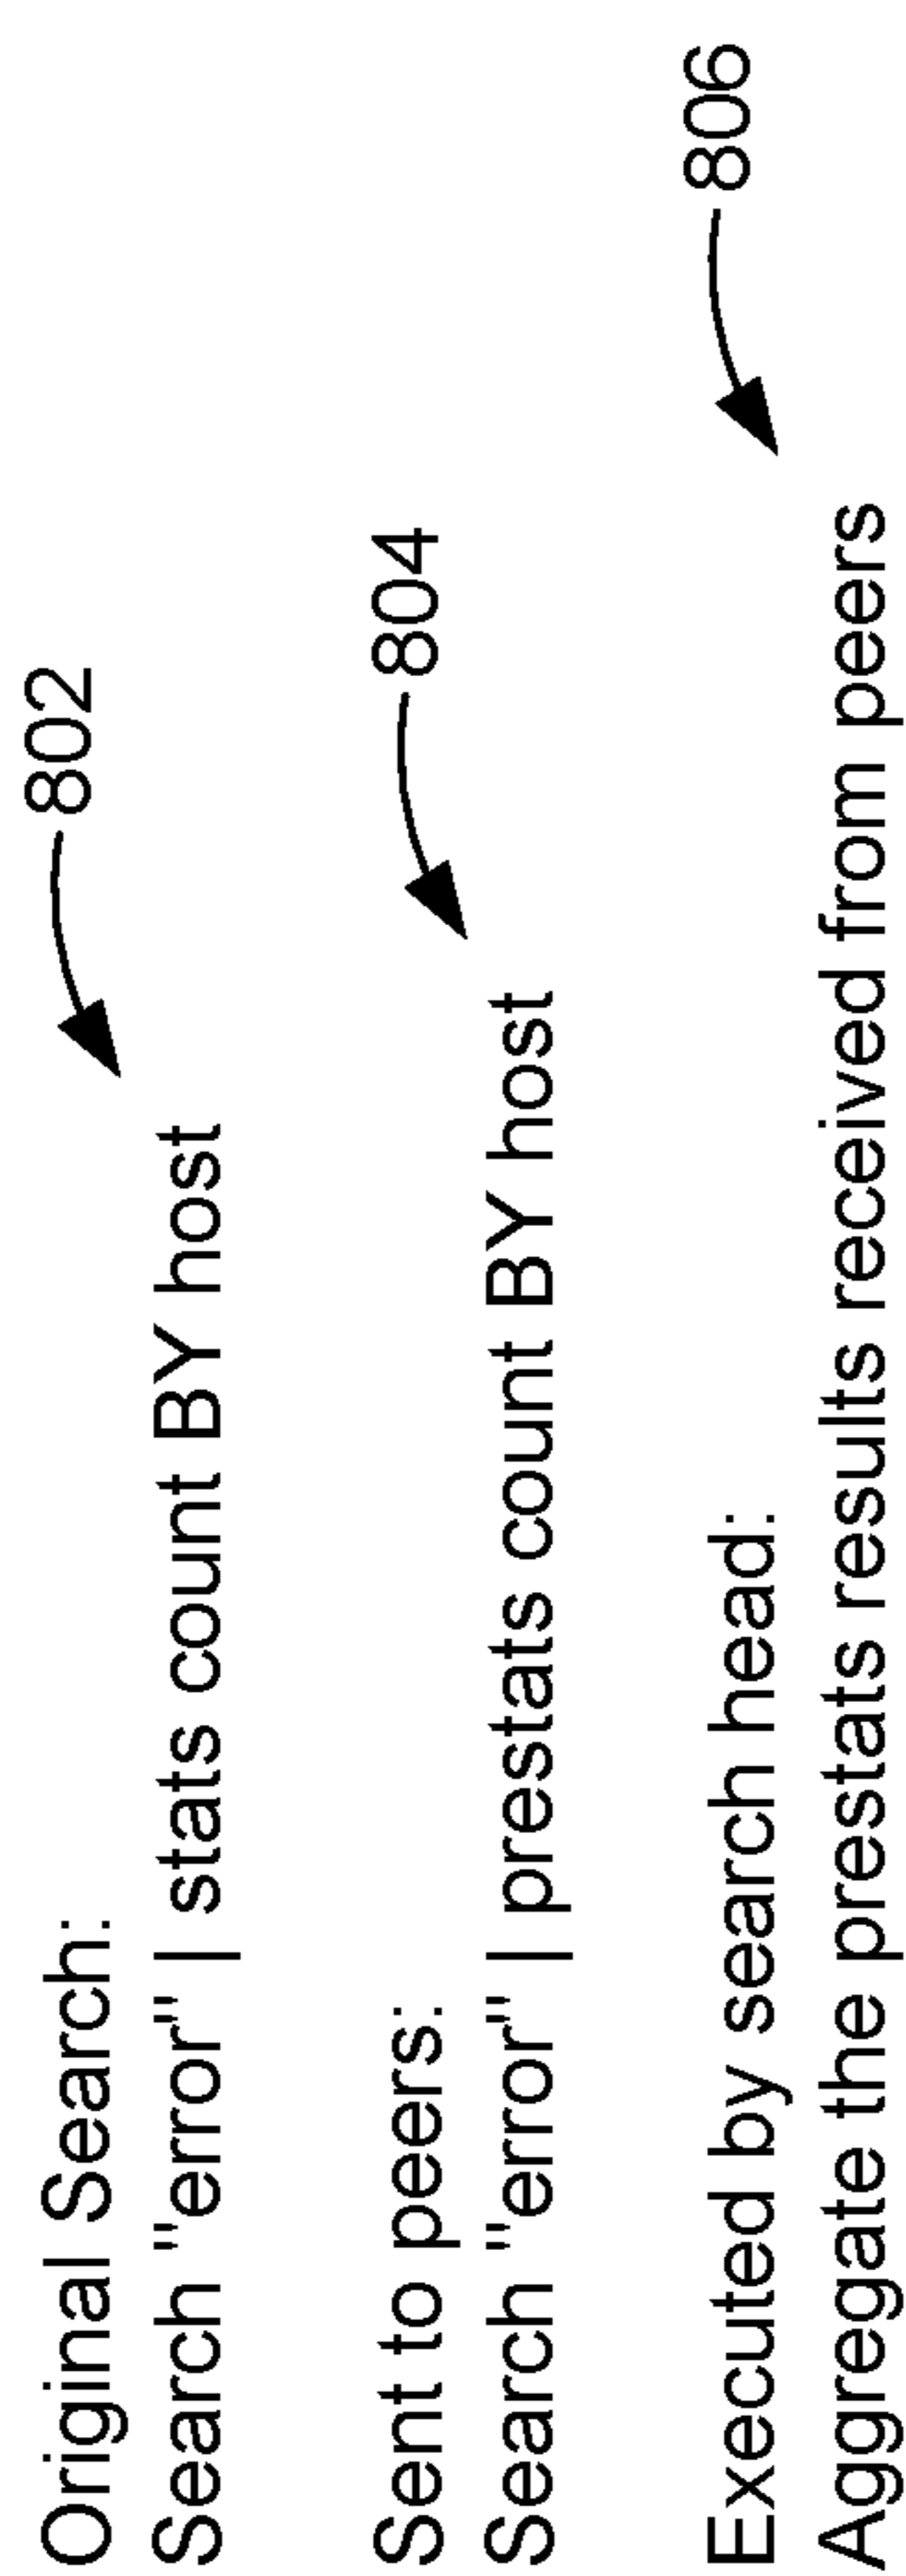 Original Search: 802
Search "error" | stats count BY host
Sent to peers: 804
Search "error" | prestats count BY host
Executed by search head: 806
Aggregate the prestats results received from peers